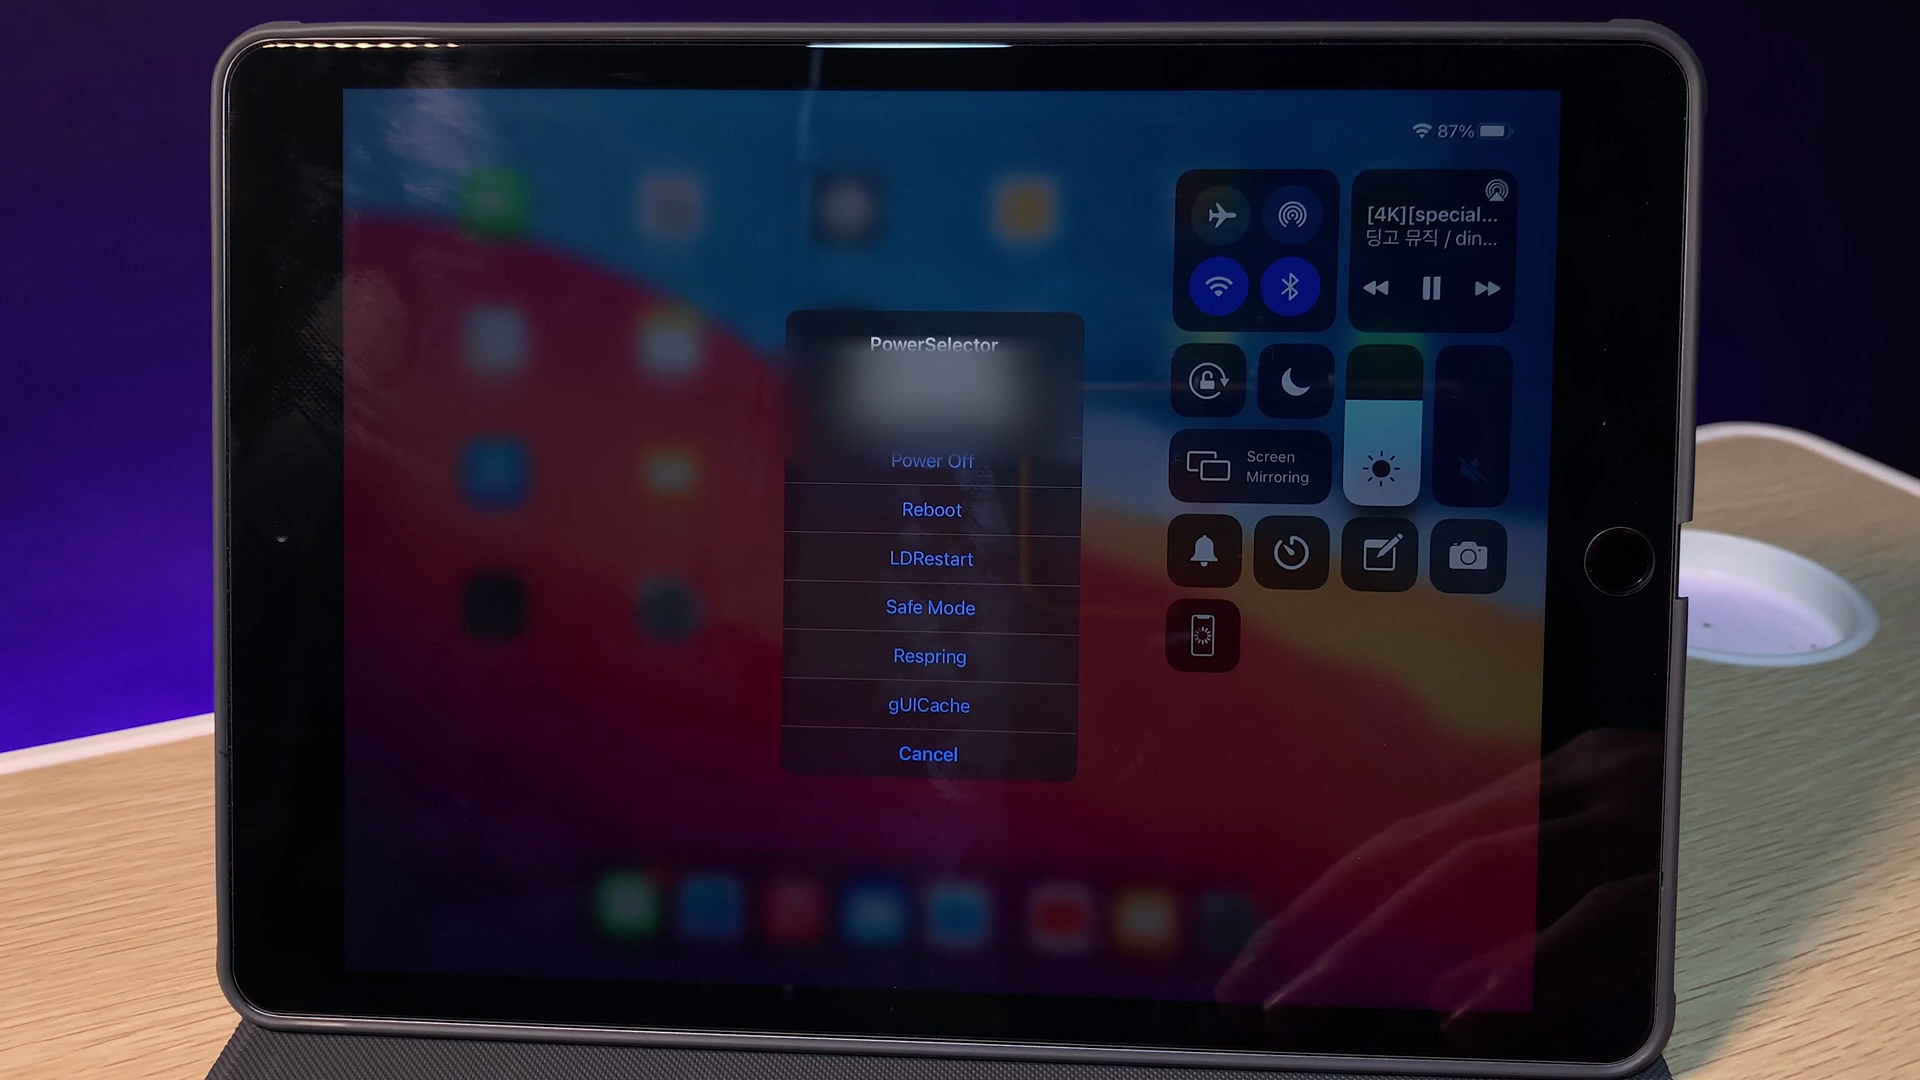 87%
[4K][special...
딩고 뮤직 / din...
PowerSelector
Power Off
Reboot
LDRestart
Safe Mode
Respring
gUICache
Cancel
Screen
Mirroring